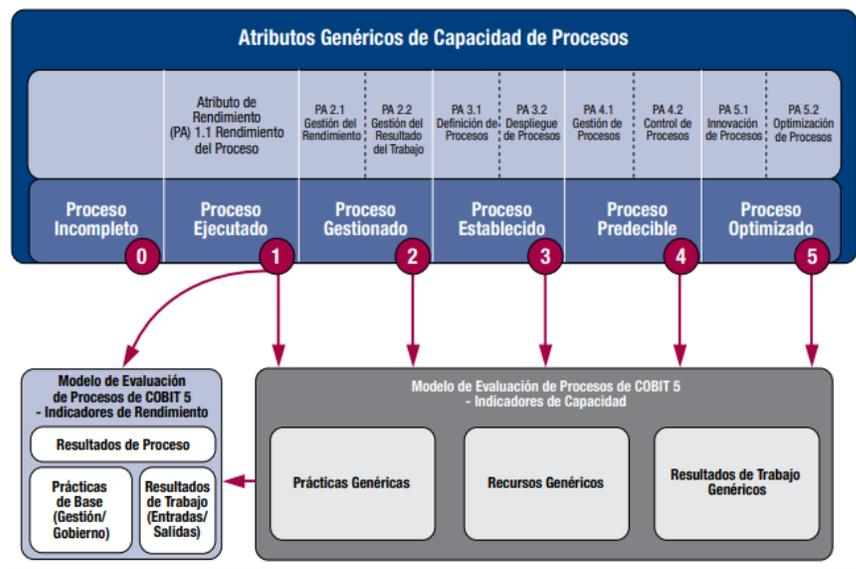 Atributos Genéricos de Capacidad de Procesos
Atributo de
Rendimiento
(PA) 1.1 Rendimiento
del Proceso
PA 2.1
Gestión del
Rendimiento
PA 2.2
Gestión del
Resultado
del Trabajo
PA 3.1
Definición de
Procesos
PA 3.2
Despliegue
de Procesos
PA 4.1
Gestión de
Procesos
PA 4.2
Control de
Procesos
PA 5.1
Innovación
de Procesos
PA 5.2
Optimización
de Procesos
Proceso
Incompleto
0
Proceso
Ejecutado
1
Proceso
Gestionado
2
Proceso
Establecido
3
Proceso
Predecible
4
Proceso
Optimizado
5
Modelo de Evaluación
de Procesos de COBIT 5
- Indicadores de Rendimiento
Resultados de Proceso
Prácticas
de Base
(Gestión/
Gobierno)
Resultados
de Trabajo
(Entradas/
Salidas)
Modelo de Evaluación de Procesos de COBIT 5
- Indicadores de Capacidad
Prácticas Genéricas
Recursos Genéricos
Resultados de Trabajo
Genéricos